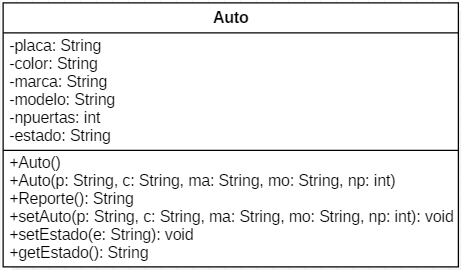 Auto
-placa: String
-color: String
-marca: String
-modelo: String
-npuertas: int
-estado: String
+Auto()
+Auto(p: String, c: String, ma: String, mo: String, np: int)
+Reporte(): String
+setAuto(p: String, c: String, ma: String, mo: String, np: int): void
+setEstado(e: String): void
+getEstado(): String